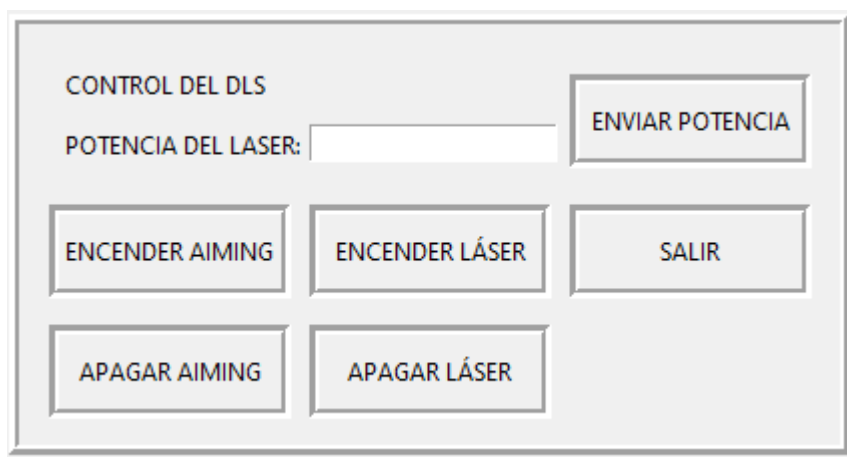 CONTROL DEL DLS
POTENCIA DEL LASER:
ENVIAR POTENCIA
ENCENDER AIMING
ENCENDER LÁSER
SALIR
APAGAR AIMING
APAGAR LÁSER